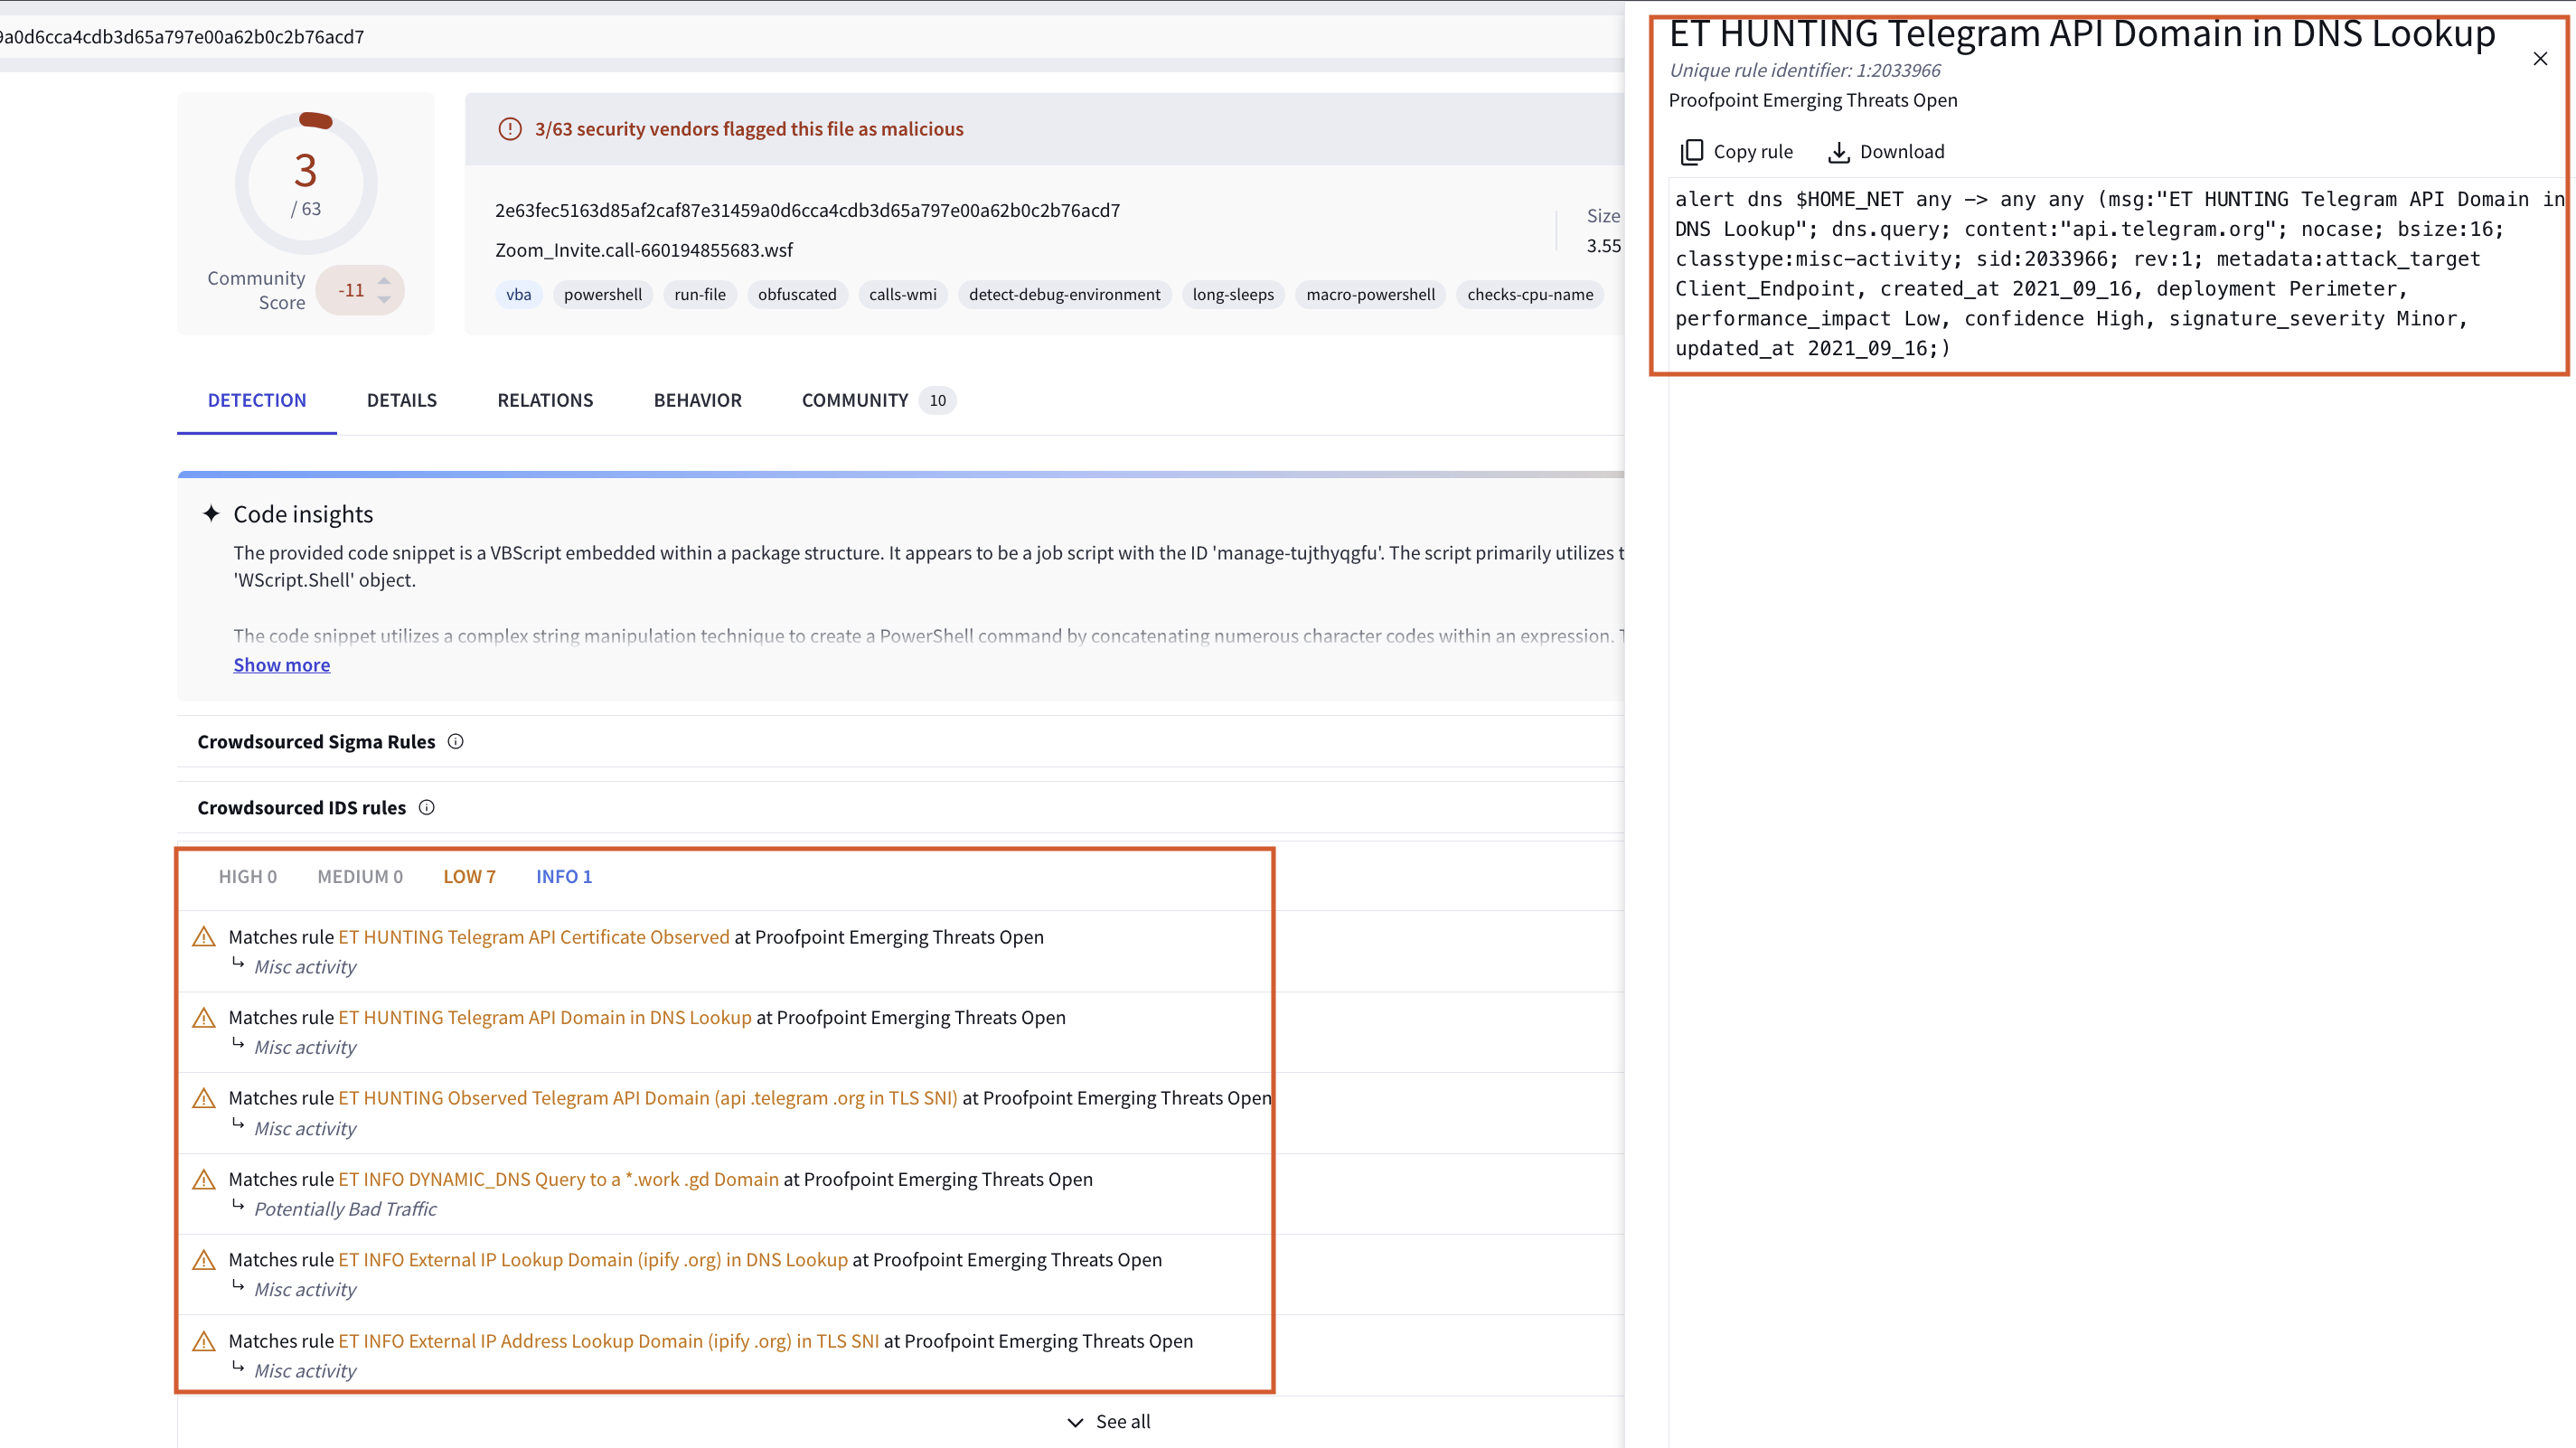 9a0d6cca4cdb3d65a797e00a62b0c2b76acd7
3
/ 63
Community
Score
-11
3/63 security vendors flagged this file as malicious
2e63fec5163d85af2caf87e31459a0d6cca4cdb3d65a797e00a62b0c2b76acd7
Zoom_Invite.call-660194855683.wsf
Size
3.55
vba
powershell
run-file
obfuscated
calls-wmi
detect-debug-environment
long-sleeps
macro-powershell
checks-cpu-name
DETECTION
DETAILS
RELATIONS
BEHAVIOR
COMMUNITY 10
Code insights
The provided code snippet is a VBScript embedded within a package structure. It appears to be a job script with the ID 'manage-tujthyqgfu'. The script primarily utilizes t
'WScript.Shell' object.
The code snippet utilizes a complex string manipulation technique to create a PowerShell command by concatenating numerous character codes within an expression. T
Show more
Crowdsourced Sigma Rules
Crowdsourced IDS rules
HIGH 0 MEDIUM 0 LOW 7 INFO 1
Matches rule ET HUNTING Telegram API Certificate Observed at Proofpoint Emerging Threats Open
Misc activity
Matches rule ET HUNTING Telegram API Domain in DNS Lookup at Proofpoint Emerging Threats Open
Misc activity
Matches rule ET HUNTING Observed Telegram API Domain (api .telegram .org in TLS SNI) at Proofpoint Emerging Threats Open
Misc activity
Matches rule ET INFO DYNAMIC_DNS Query to a *.work .gd Domain at Proofpoint Emerging Threats Open
Potentially Bad Traffic
Matches rule ET INFO External IP Lookup Domain (ipify .org) in DNS Lookup at Proofpoint Emerging Threats Open
Misc activity
Matches rule ET INFO External IP Address Lookup Domain (ipify .org) in TLS SNI at Proofpoint Emerging Threats Open
Misc activity
See all
ET HUNTING Telegram API Domain in DNS Lookup
Unique rule identifier: 1:2033966
Proofpoint Emerging Threats Open
Copy rule
Download
alert dns $HOME_NET any -> any any (msg:"ET HUNTING Telegram API Domain in
DNS Lookup"; dns.query; content:"api.telegram.org"; nocase; bsize:16;
classtype:misc-activity; sid:2033966; rev:1; metadata:attack_target
Client_Endpoint, created_at 2021_09_16, deployment Perimeter,
performance_impact Low, confidence High, signature_severity Minor,
updated_at 2021_09_16;)